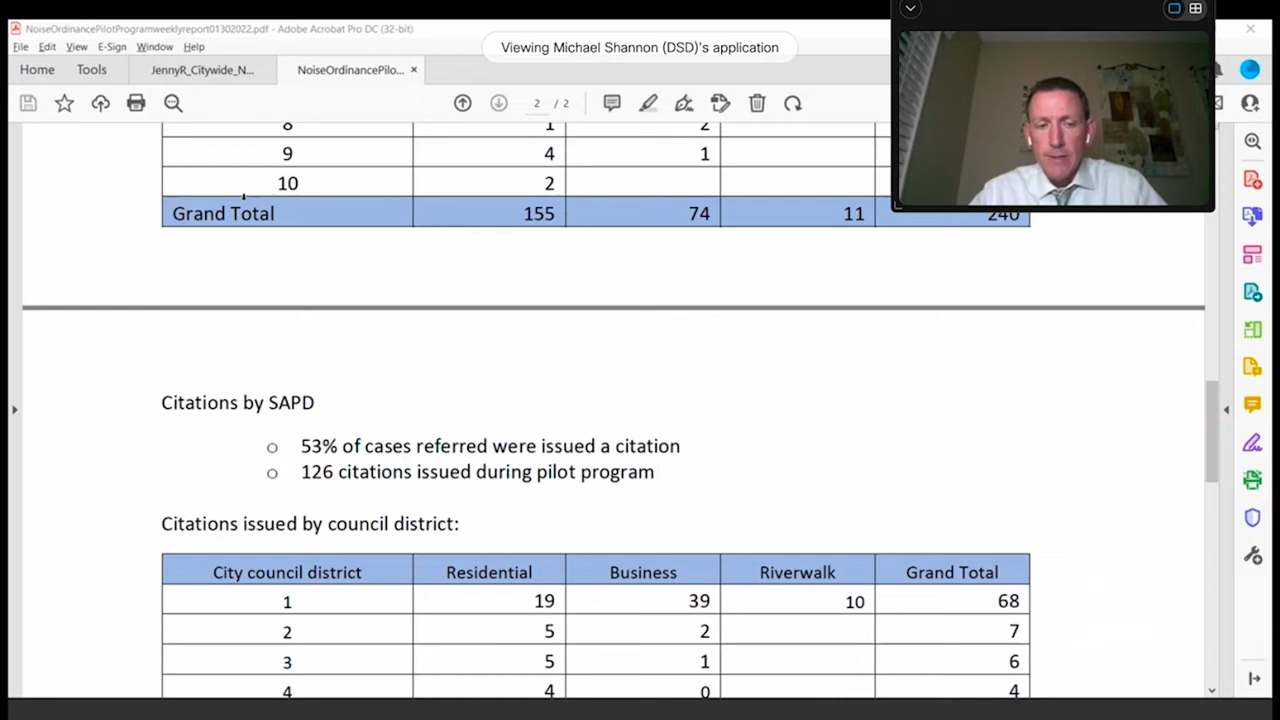 NoiseOrdinancePilotProgramweeklyreport01302022.pdf - Adobe Acrobat Pro DC (32-bit)
File Edit View E-Sign Window Help
Viewing Michael Shannon (DSD)'s application
Home Tools JennyR_Citywide_N... NoiseOrdinancePilo... ×
2 / 2
8 1 2
9 4 1
10 2
Grand Total 155 74 11 240
Citations by SAPD
53% of cases referred were issued a citation
126 citations issued during pilot program
Citations issued by council district:
City council district Residential Business Riverwalk Grand Total
1 19 39 10 68
2 5 2 7
3 5 1 6
4 4 0 4